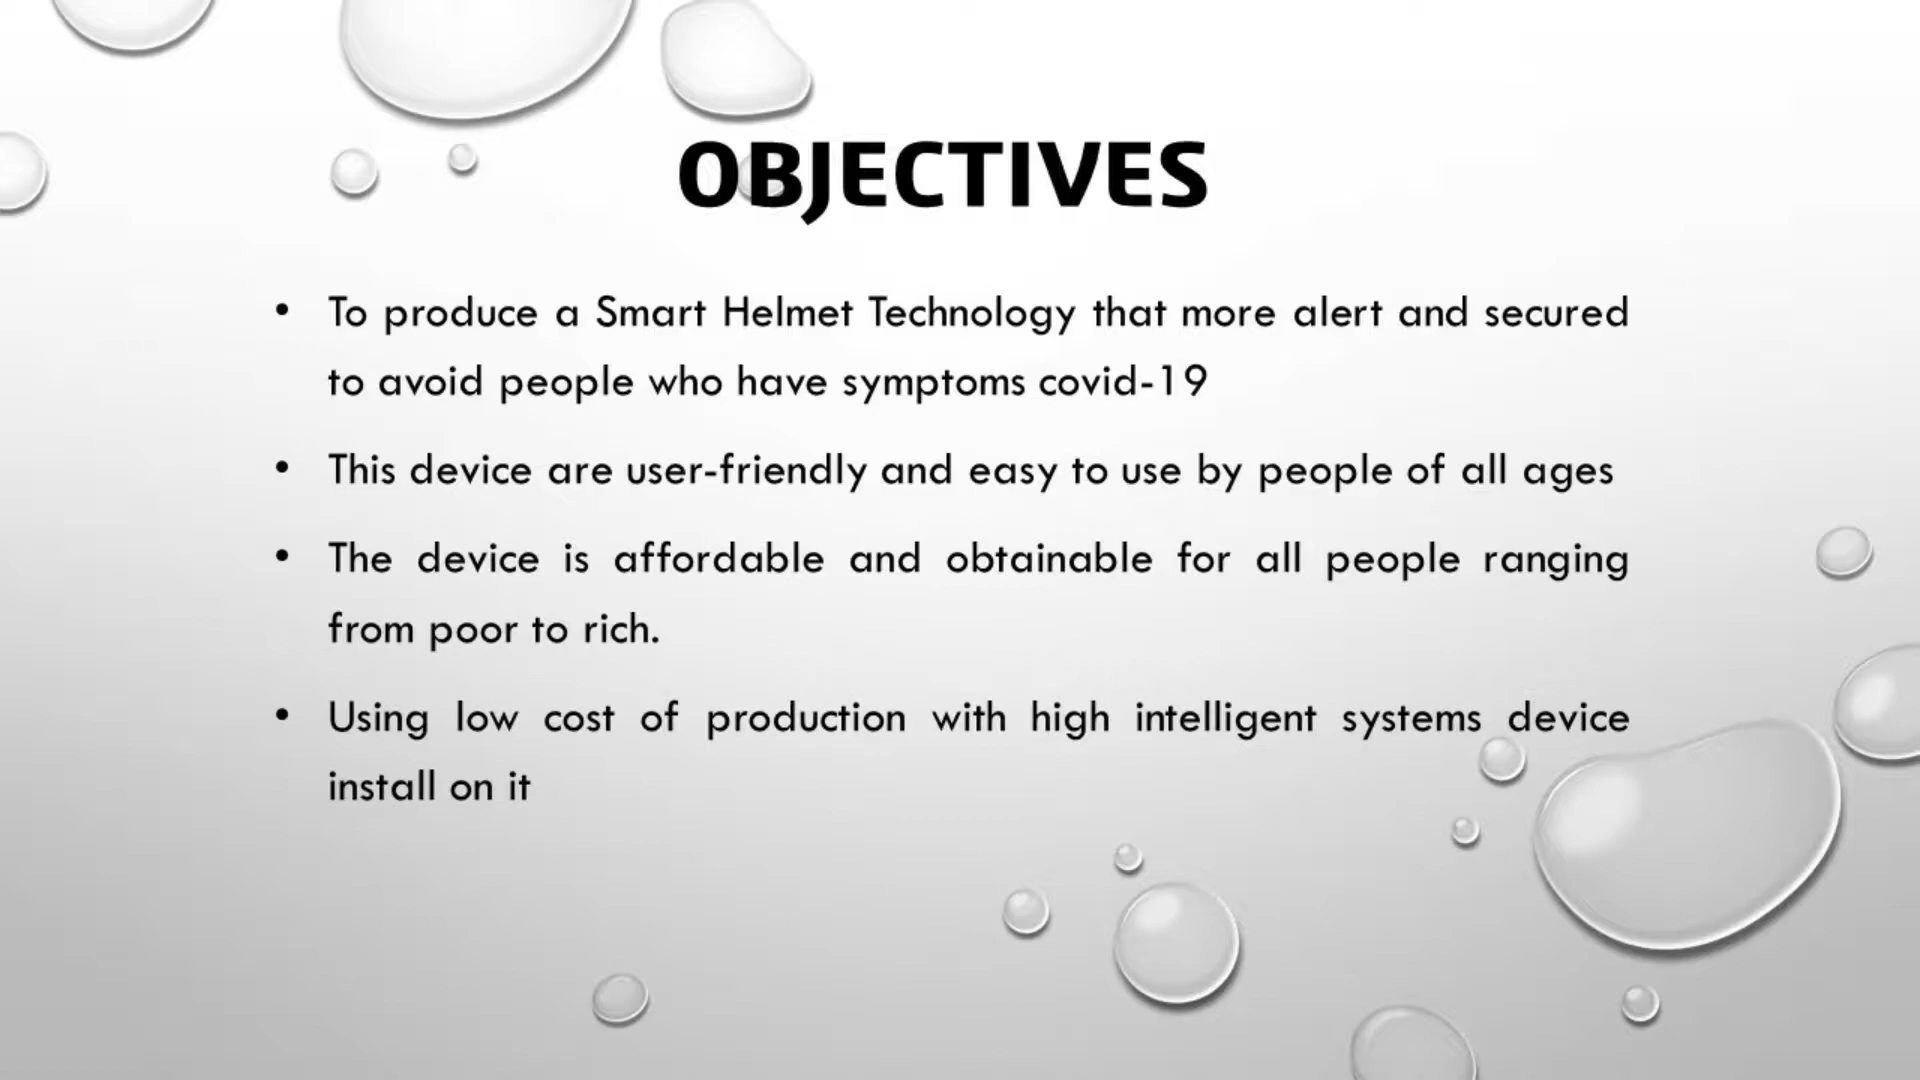 OBJECTIVES
• To produce a Smart Helmet Technology that more alert and secured
to avoid people who have symptoms covid-19
• This device are user-friendly and easy to use by people of all ages
• The device is affordable and obtainable for all people ranging
from poor to rich.
• Using low cost of production with high intelligent systems device
install on it